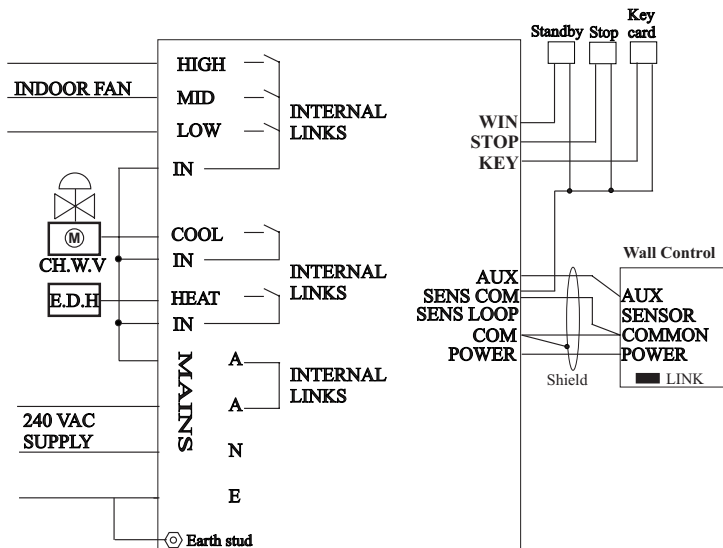 Key
card
Standby
Stop
HIGH
INDOOR FAN
MID
LOW
INTERNAL
LINKS
IN
WIN
STOP
KEY
M
CH.W.V
COOL
IN
E.D.H
HEAT
IN
INTERNAL
LINKS
AUX
SENS COM
SENS LOOP
COM
POWER
Shield
Wall Control
AUX
SENSOR
COMMON
POWER
LINK
MAINS
A
A
N
E
INTERNAL
LINKS
240 VAC
SUPPLY
Earth stud